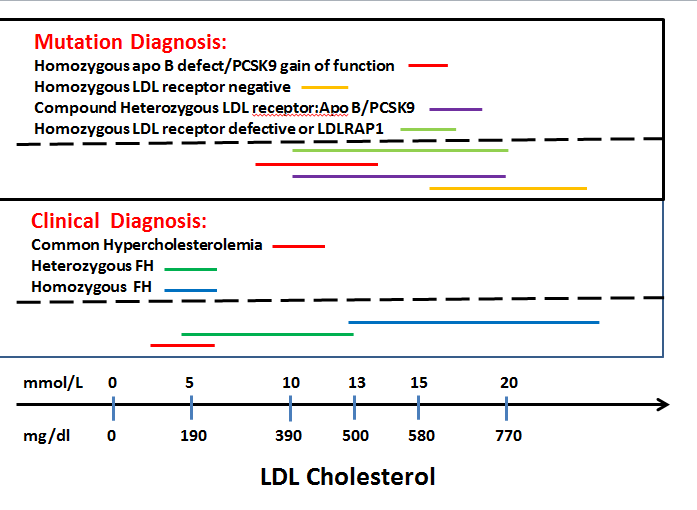 Mutation Diagnosis:
Homozygous apo B defect/PCSK9 gain of function
Homozygous LDL receptor negative
Compound Heterozygous LDL receptor:Apo B/PCSK9
Homozygous LDL receptor defective or LDLRAP1
Clinical Diagnosis:
Common Hypercholesterolemia
Heterozygous FH
Homozygous FH
mmol/L 0 5 10 13 15 20
mg/dl 0 190 390 500 580 770
LDL Cholesterol